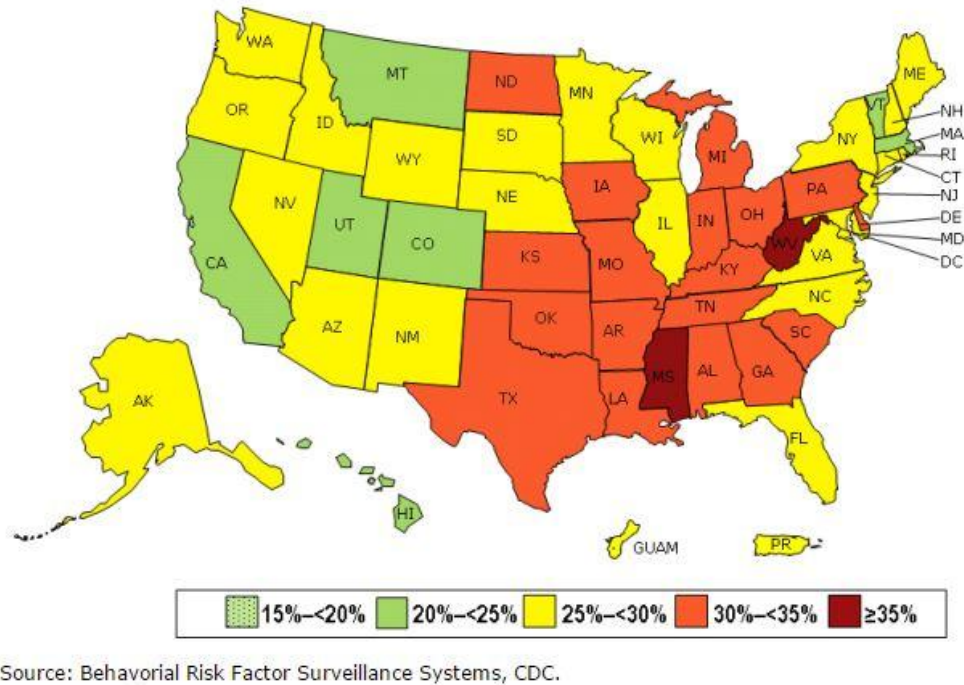 WA
MT
ND
MN
ME
OR
ID
SD
WI
VT
NH
NY
MA
MI
RI
WY
CT
IA
PA
NJ
NE
NV
IL
IN
OH
DE
UT
CO
WV
MD
VA
DC
CA
KS
MO
KY
NC
TN
OK
AZ
NM
AR
SC
MS
AL
GA
TX
LA
AK
FL
HI
GUAM
PR
15%–<20% 20%–<25% 25%–<30% 30%–<35% ≥35%
Source: Behavorial Risk Factor Surveillance Systems, CDC.